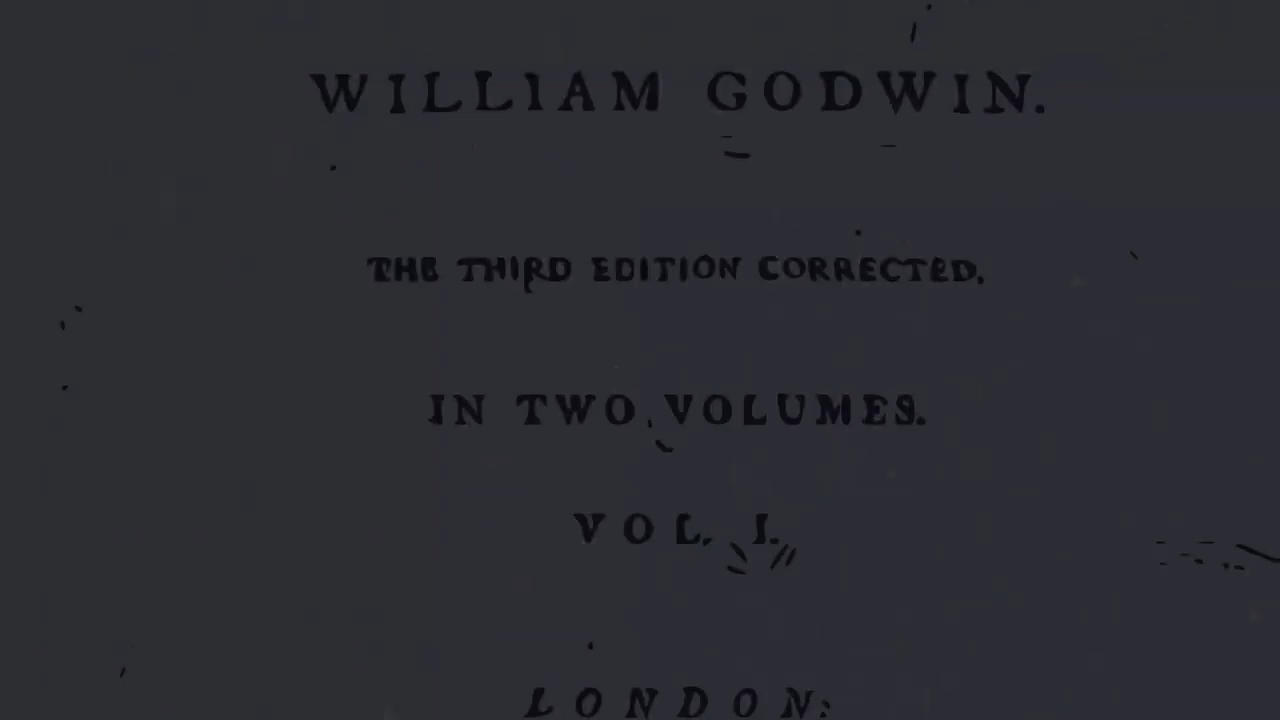 WILLIAM GODWIN.
THE THIRD EDITION CORRECTED.
IN TWO VOLUMES.
VOL. I.
LONDON: